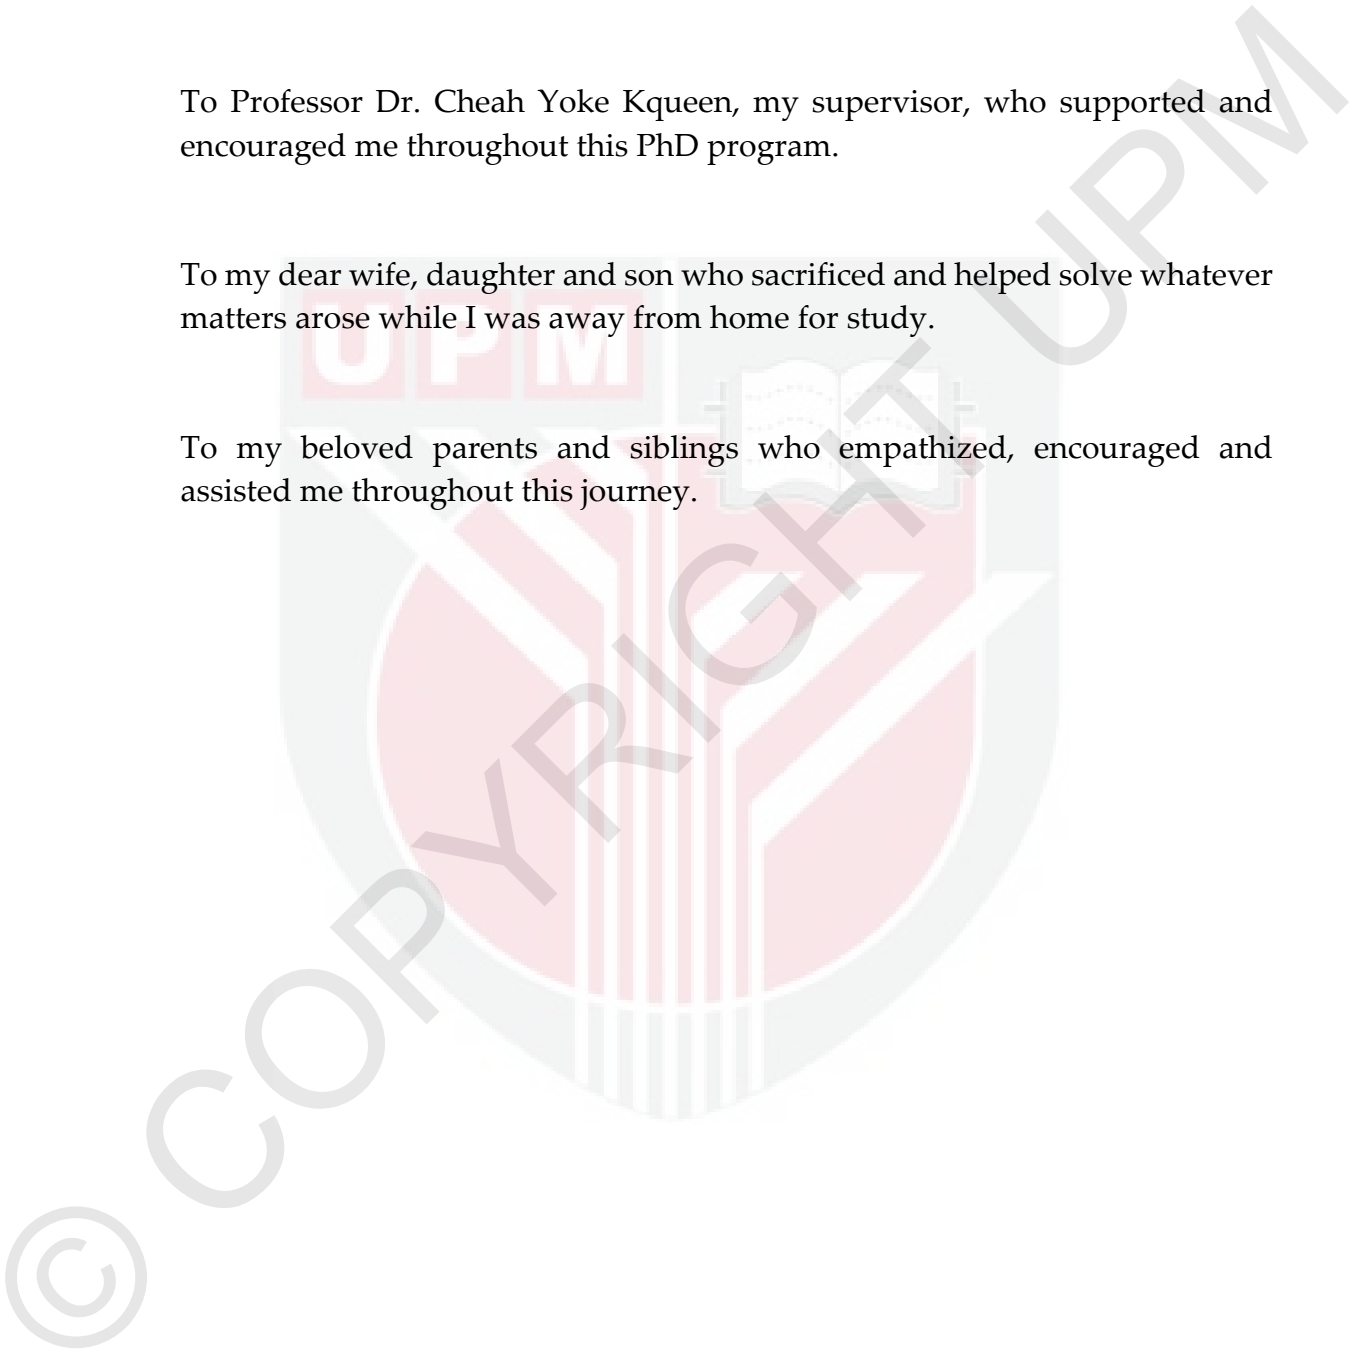 To Professor Dr. Cheah Yoke Kqueen, my supervisor, who supported and
encouraged me throughout this PhD program.
To my dear wife, daughter and son who sacrificed and helped solve whatever
matters arose while I was away from home for study.
UPM
To my beloved parents and siblings who empathized, encouraged and
assisted me throughout this journey.
© COPYRIGHT UPM